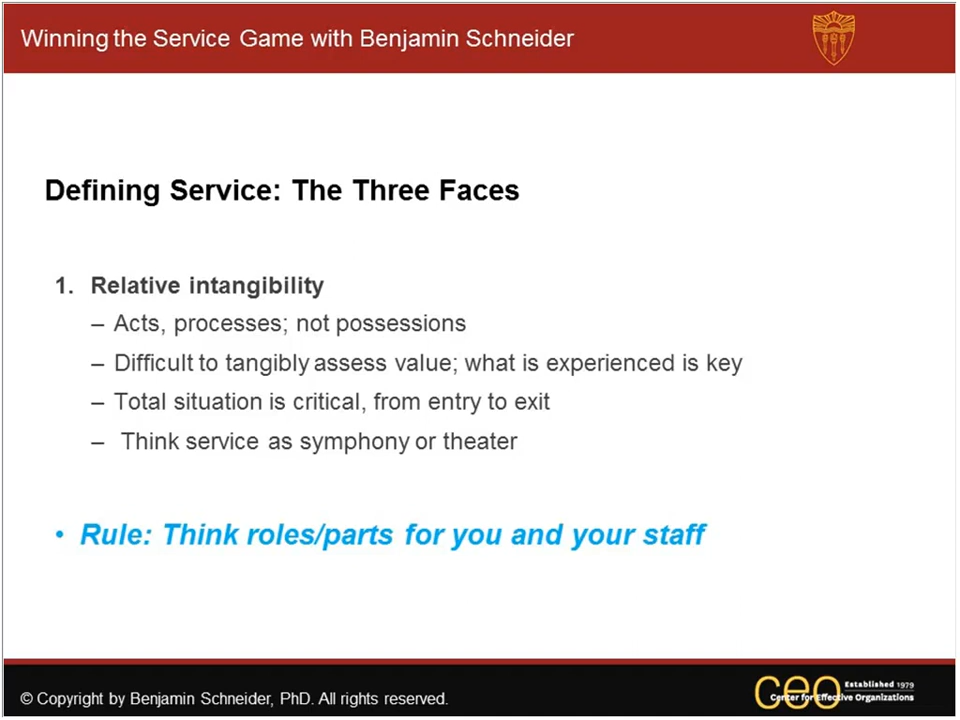 Winning the Service Game with Benjamin Schneider
Defining Service: The Three Faces
1. Relative intangibility
– Acts, processes; not possessions
– Difficult to tangibly assess value; what is experienced is key
– Total situation is critical, from entry to exit
– Think service as symphony or theater
• Rule: Think roles/parts for you and your staff
© Copyright by Benjamin Schneider, PhD. All rights reserved.
ceo
Established 1979
Center for Effective Organizations